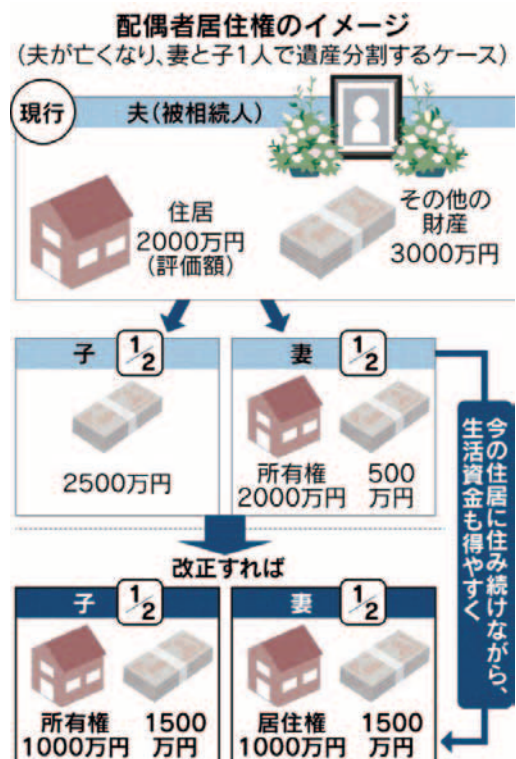 配偶者居住権のイメージ
(夫が亡くなり、妻と子1人で遺産分割するケース)
現行
夫(被相続人)
住居
2000万円
(評価額)
その他の
財産
3000万円
子 1/2
2500万円
妻 1/2
所有権
2000万円
500
万円
今の住居に住み続けながら、
生活資金も得やすく
改正すれば
子 1/2
所有権
1000万円
1500
万円
妻 1/2
居住権
1000万円
1500
万円